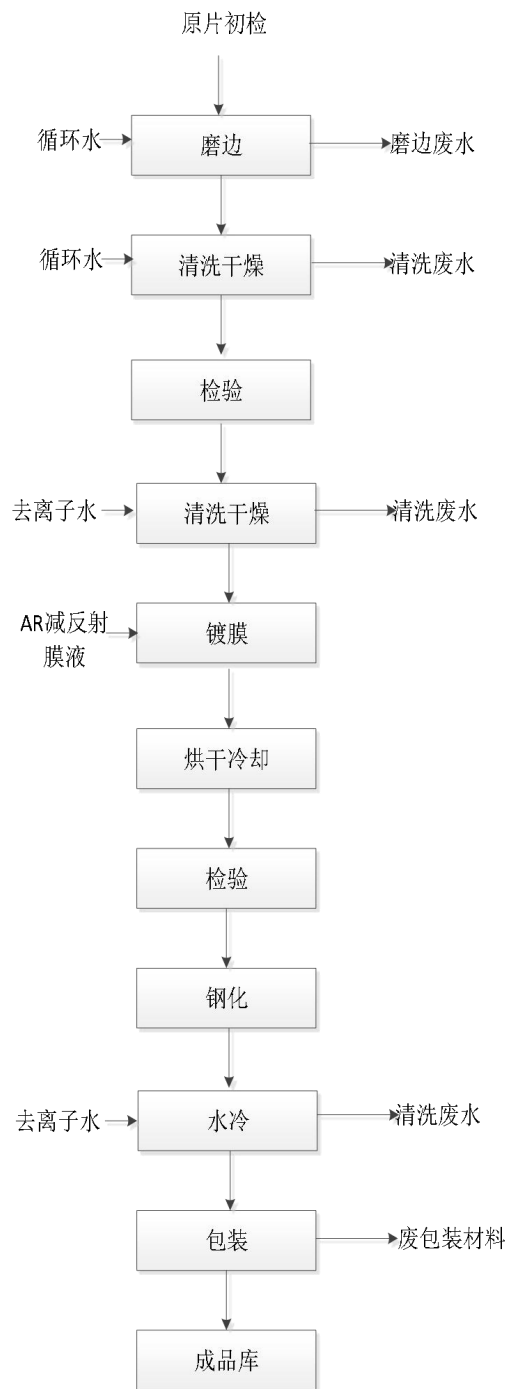 原片初检
循环水
磨边
磨边废水
循环水
清洗干燥
清洗废水
检验
去离子水
清洗干燥
清洗废水
AR减反射
膜液
镀膜
烘干冷却
检验
钢化
去离子水
水冷
清洗废水
包装
废包装材料
成品库